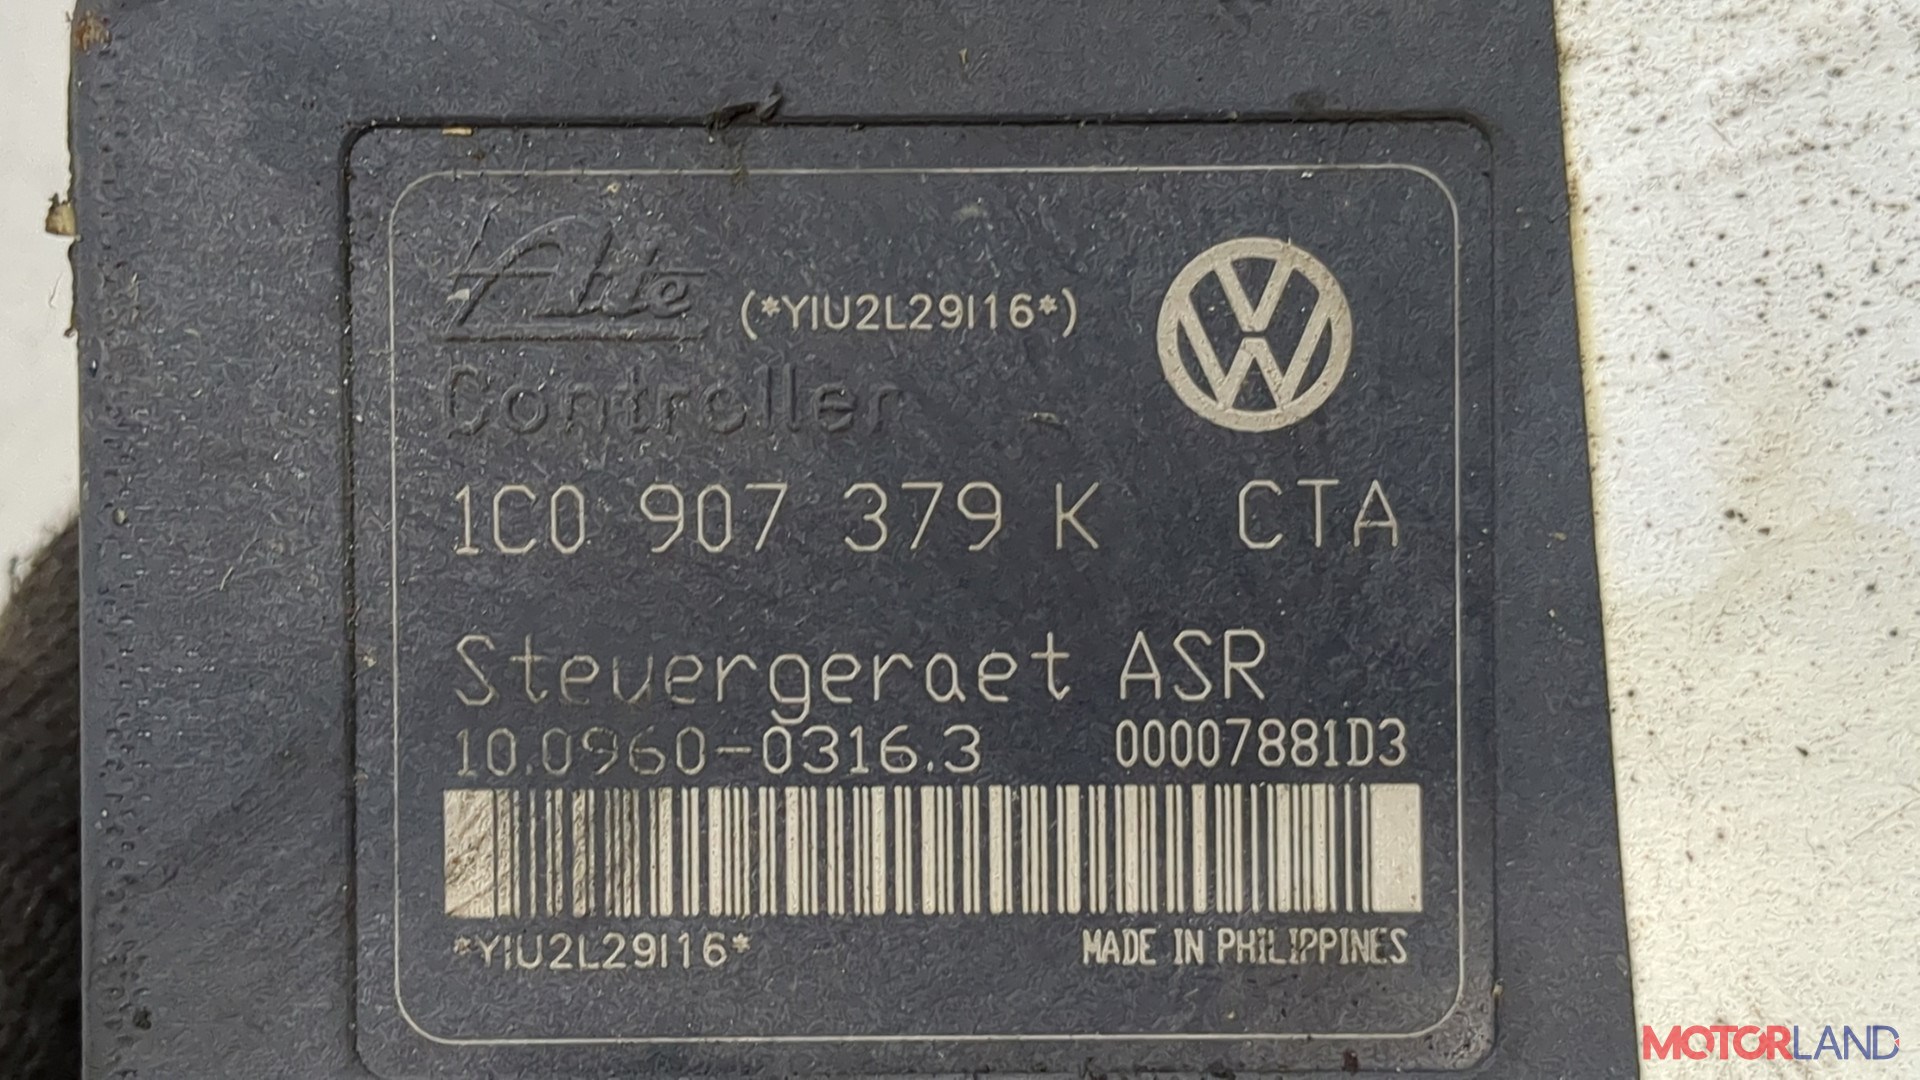 Ate (*YIU2L29I16*)
Controller
1C0 907 379 K CTA
Steuergeraet ASR
10.0960-0316.3 00007881D3
*YIU2L29I16* MADE IN PHILIPPINES
MOTORLAND